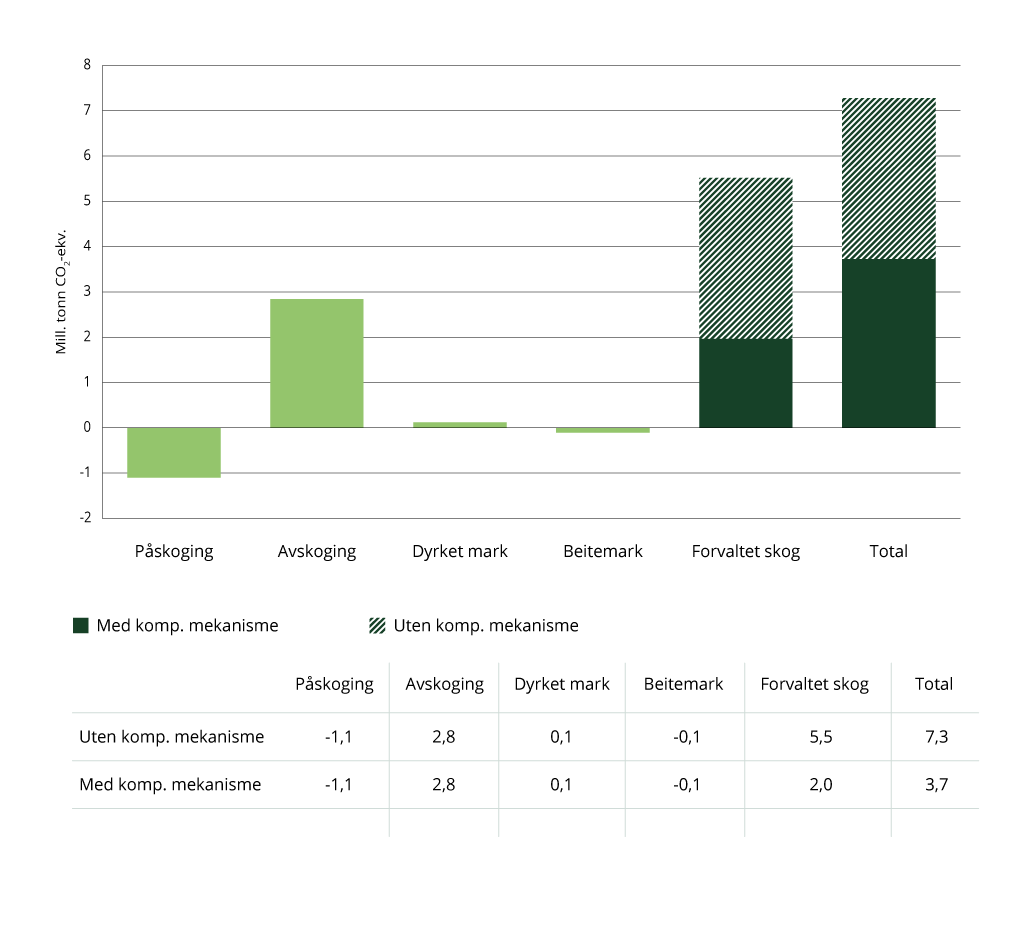 8
7
6
5
4
3
2
1
0
-1
-2
Mill. tonn CO₂-ekv.
Påskoging Avskoging Dyrket mark Beitemark Forvaltet skog Total
Med komp. mekanisme Uten komp. mekanisme
Påskoging Avskoging Dyrket mark Beitemark Forvaltet skog Total
Uten komp. mekanisme -1,1 2,8 0,1 -0,1 5,5 7,3
Med komp. mekanisme -1,1 2,8 0,1 -0,1 2,0 3,7